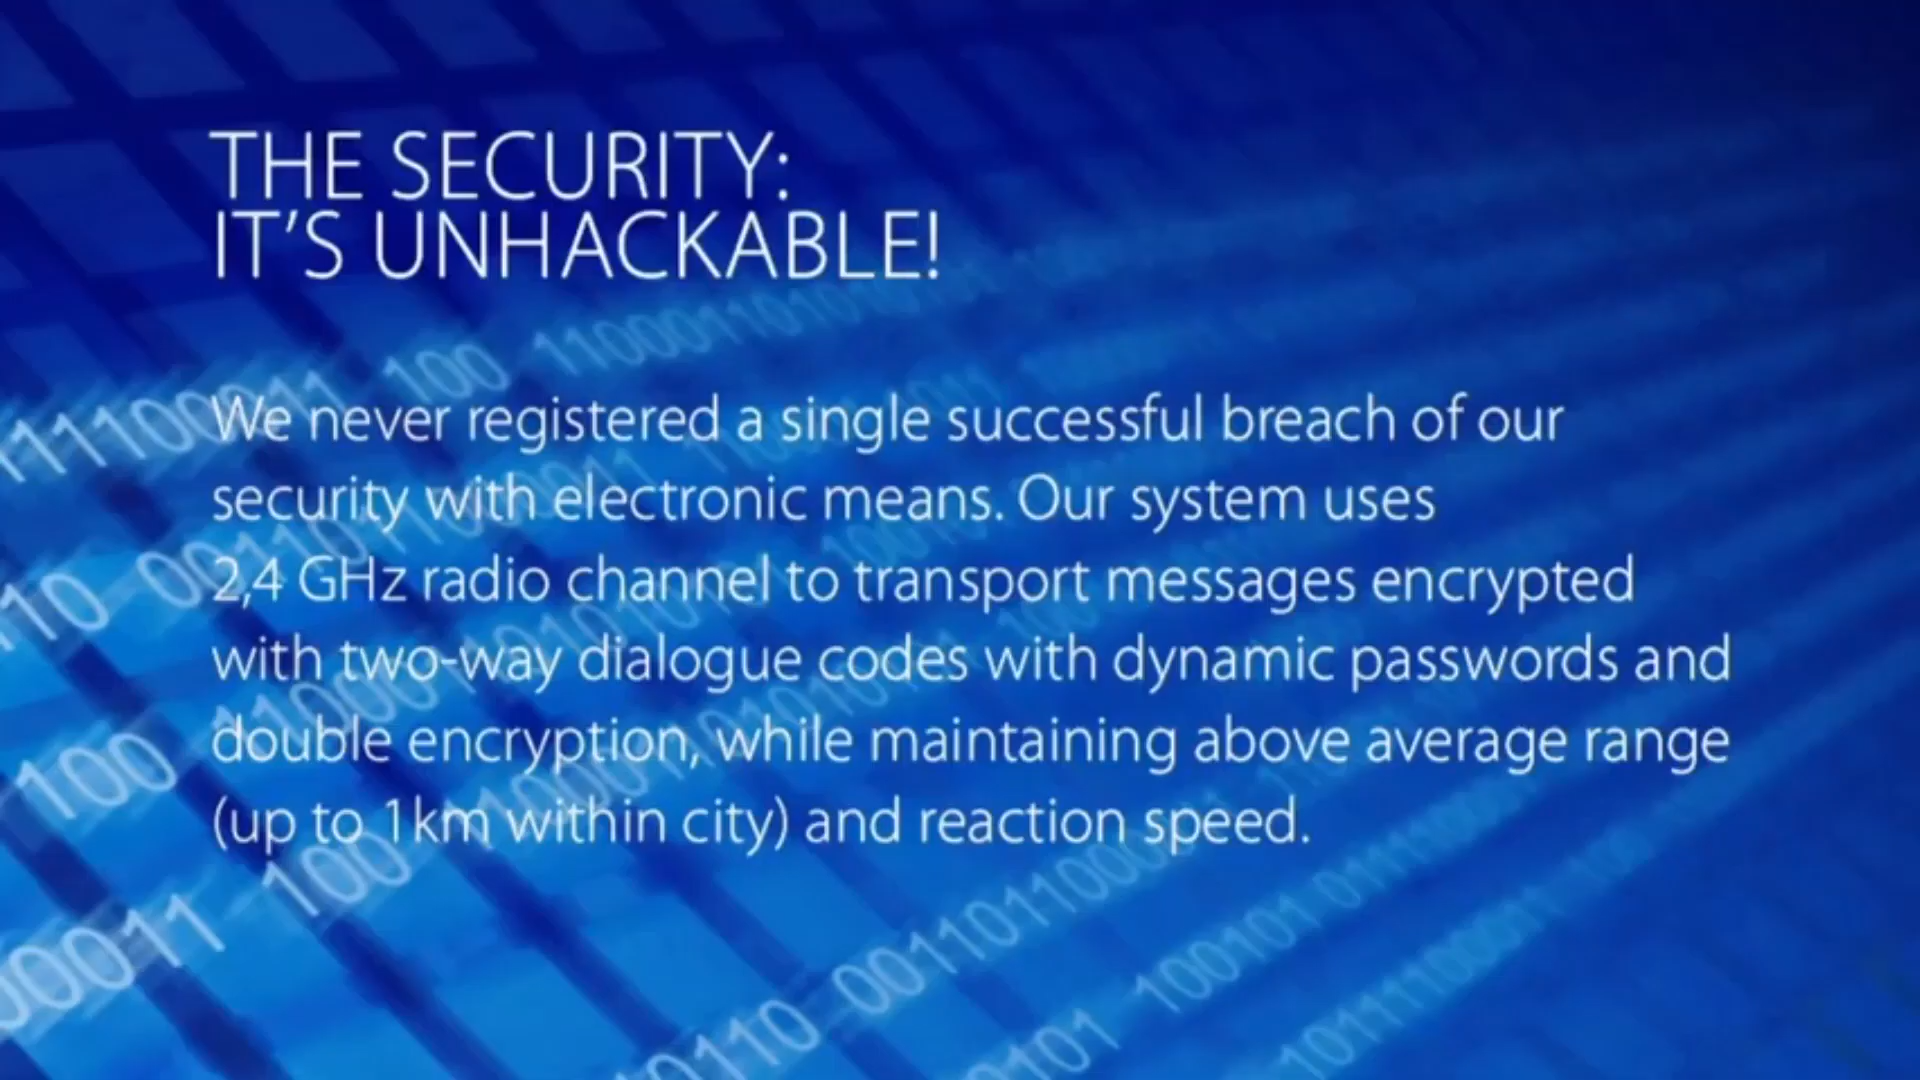 THE SECURITY:
IT'S UNHACKABLE!
We never registered a single successful breach of our
security with electronic means. Our system uses
2,4 GHz radio channel to transport messages encrypted
with two-way dialogue codes with dynamic passwords and
double encryption, while maintaining above average range
(up to 1km within city) and reaction speed.